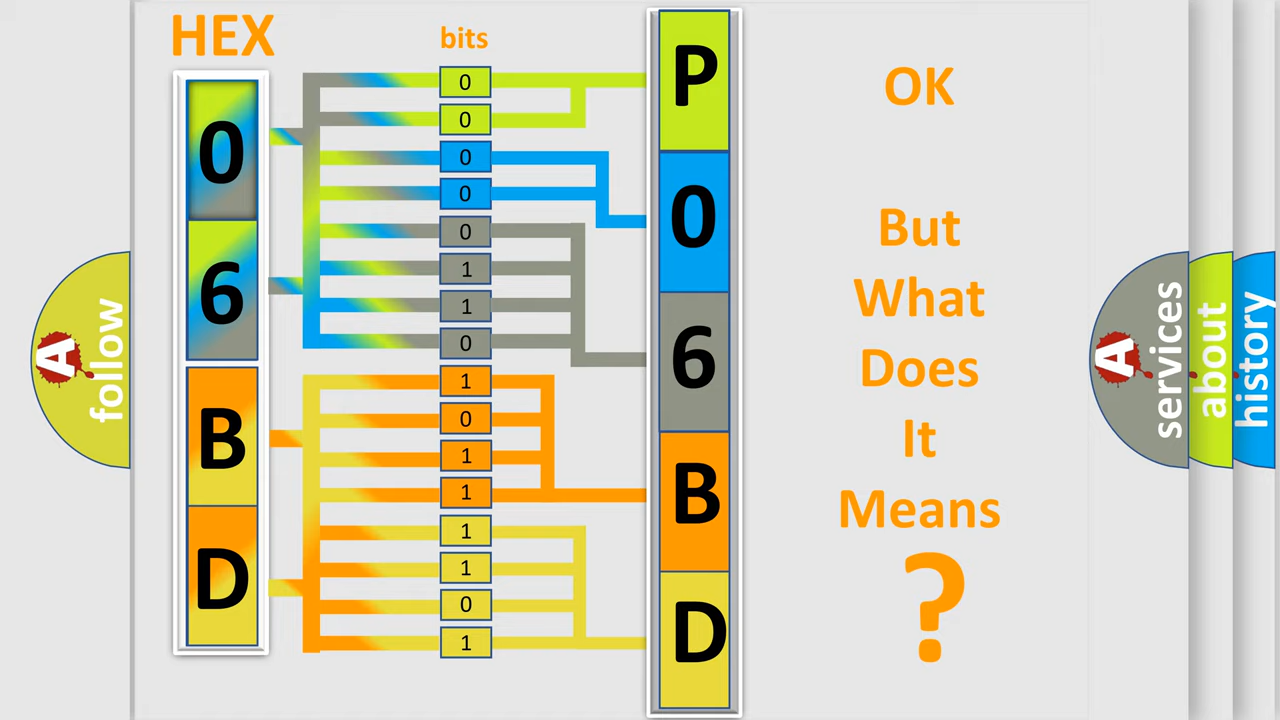 HEX
bits
0
6
B
D
0
0
0
0
0
1
1
0
1
0
1
1
1
1
0
1
P
0
6
B
D
OK
But
What
Does
It
Means
?
A
follow
A
services
about
history